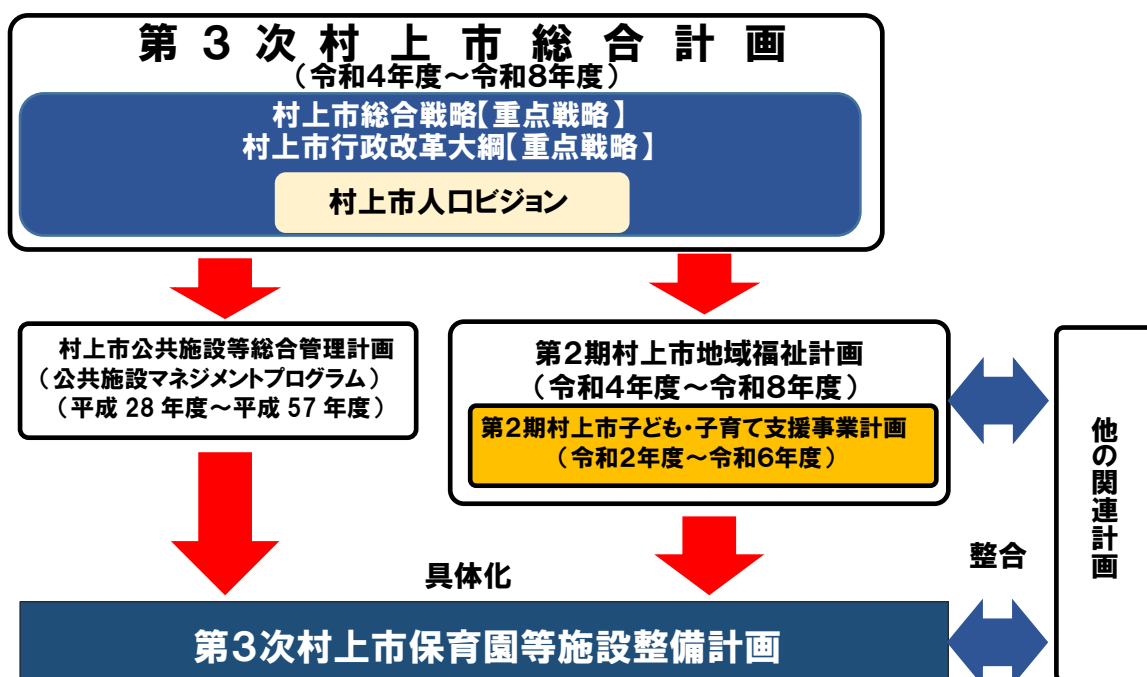 第３次村上市総合計画
（令和4年度～令和8年度）
村上市総合戦略【重点戦略】
村上市行政改革大綱【重点戦略】
村上市人口ビジョン
村上市公共施設等総合管理計画
（公共施設マネジメントプログラム）
（平成 28 年度～平成 57 年度）
第2期村上市地域福祉計画
（令和4年度～令和8年度）
第2期村上市子ども・子育て支援事業計画
（令和2年度～令和6年度）
他の関連計画
整合
具体化
第3次村上市保育園等施設整備計画